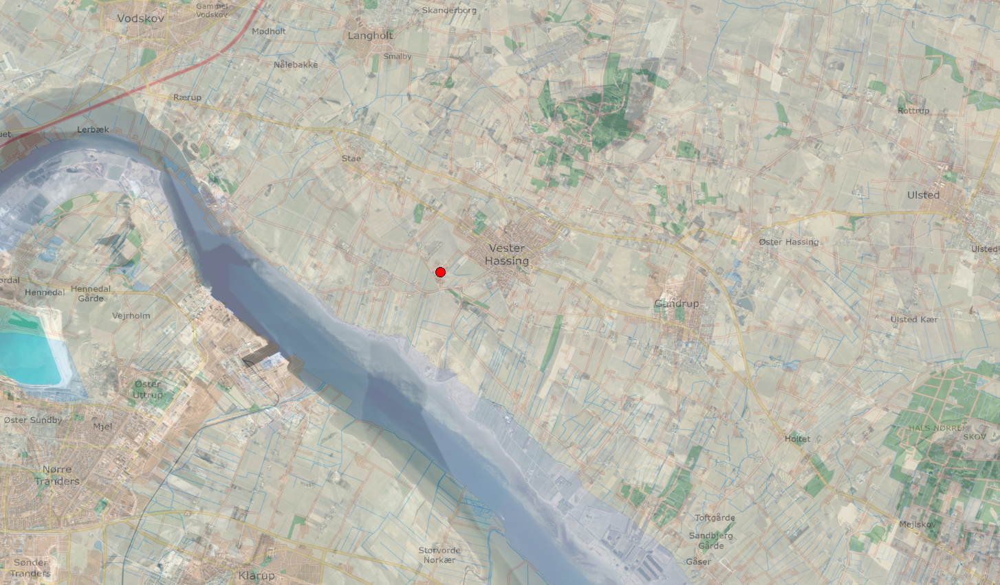 Gammel
Vodskov
Vodskov
Skanderborg
Mødholt
Langholt
Smalby
Nålebakke
Rærup
Rottrup
Lerbæk
uet
Stae
Ulsted
Vester
Hassing
Øster Hassing
Ulsted
ordal
Hennedal
Hennedal
Gårde
Gandrup
Vejrholm
Ulsted Kær
Øster
Uttrup
Øster Sundby
Mjel
HALS NØRRE
SKOV
Holtet
Nørre
Tranders
Toftgårde
Mejlskov
Sandbjerg
Gårde
Storvorde
Nørkær
Gåser
Sønder
Tranders
Klarup